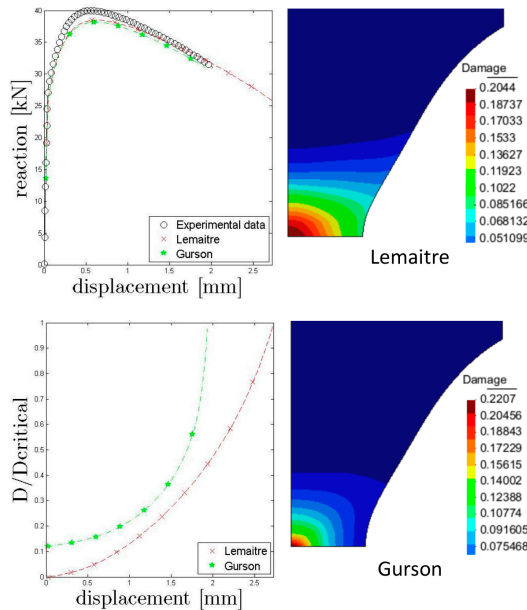 40
35
30
25
20
15
10
5
0
0 0.5 1 1.5 2 2.5
reaction [kN]
displacement [mm]
Experimental data
Lemaitre
Gurson
Damage
0.2044
0.18737
0.17033
0.1533
0.13627
0.1022
0.085166
0.068132
0.051099
Lemaitre
1
0.9
0.8
0.7
0.6
0.5
0.4
0.3
0.2
0.1
0
0 0.5 1 1.5 2 2.5
D/Dcritical
displacement [mm]
Lemaitre
Gurson
Damage
0.2207
0.20456
0.18843
0.17229
0.15615
0.14002
0.12388
0.10774
0.091605
0.075468
Gurson